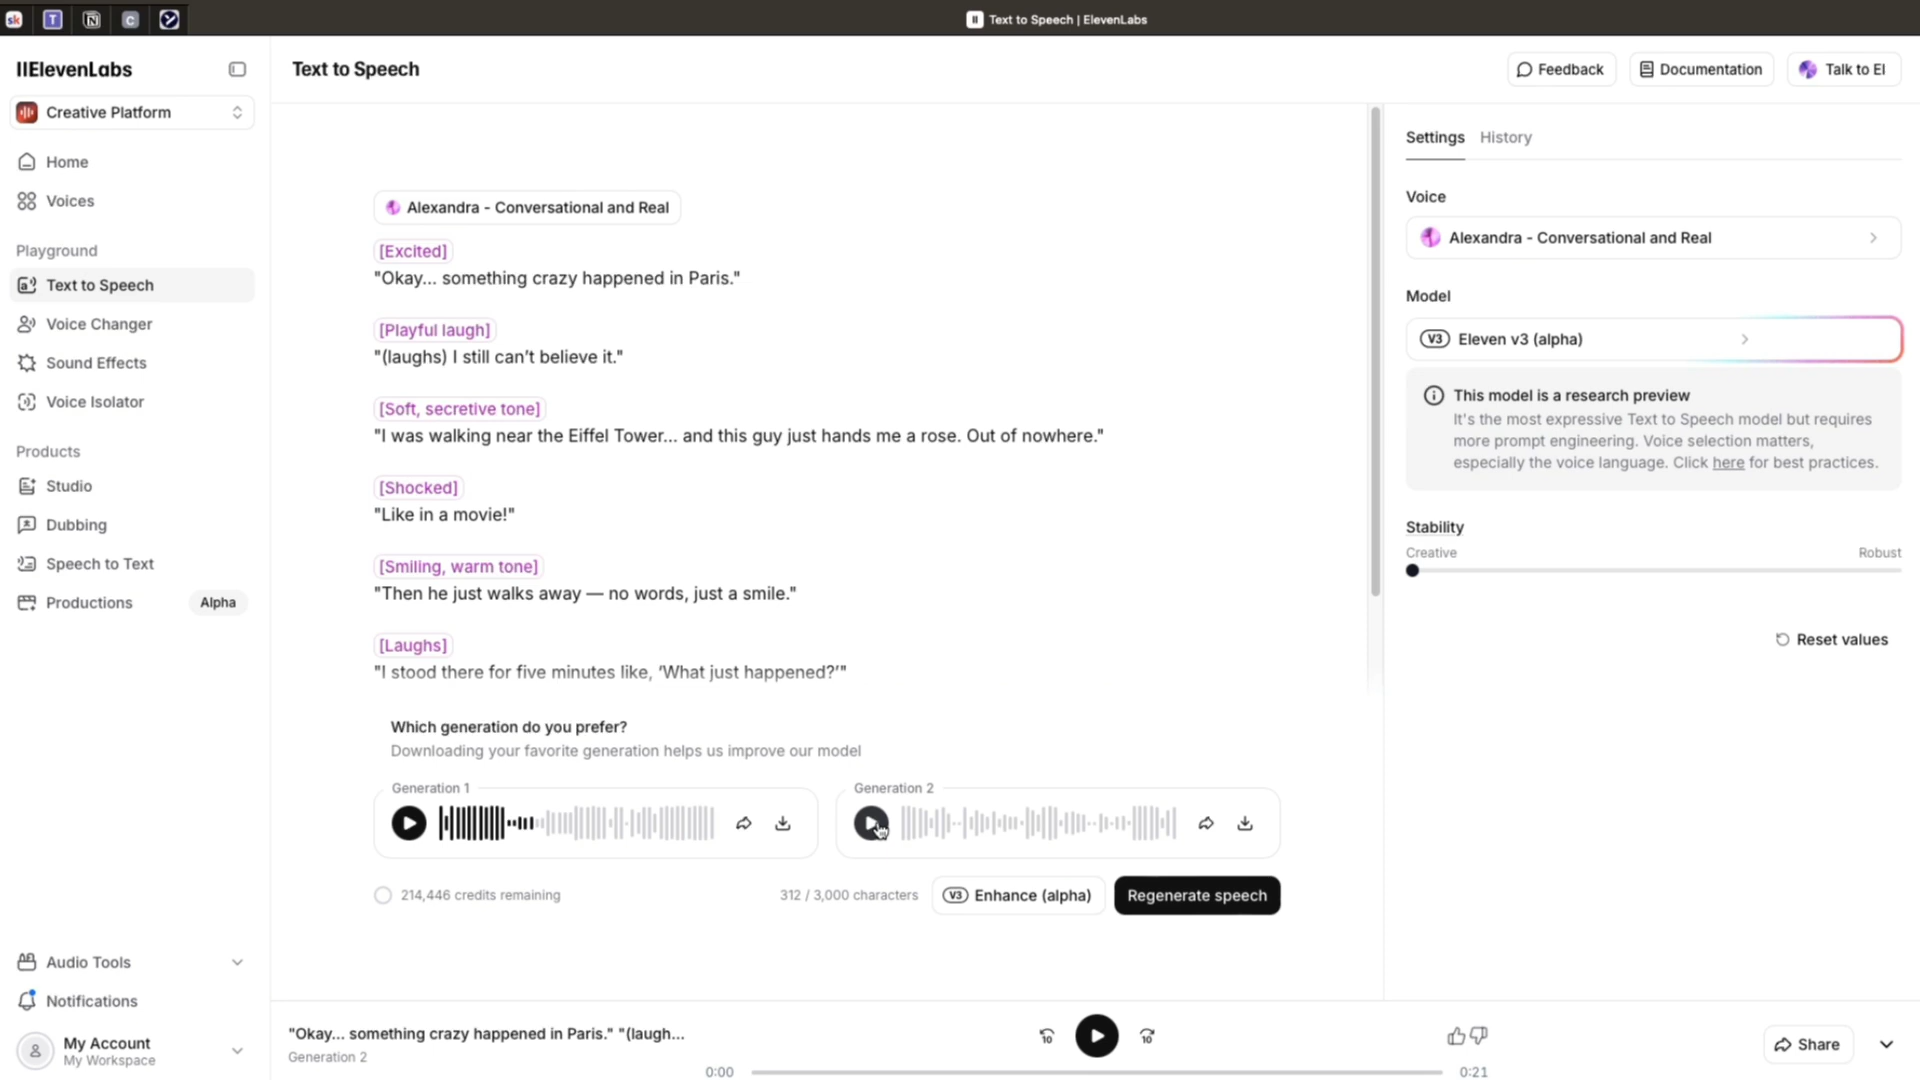 sk
T
N
C
Text to Speech | ElevenLabs
IIElevenLabs
Creative Platform
Home
Voices
Playground
Text to Speech
Voice Changer
Sound Effects
Voice Isolator
Products
Studio
Dubbing
Speech to Text
Productions
Alpha
Audio Tools
Notifications
My Account
My Workspace
Text to Speech
Feedback
Documentation
Talk to El
Alexandra - Conversational and Real
[Excited]
"Okay... something crazy happened in Paris."
[Playful laugh]
"(laughs) I still can’t believe it."
[Soft, secretive tone]
"I was walking near the Eiffel Tower... and this guy just hands me a rose. Out of nowhere."
[Shocked]
"Like in a movie!"
[Smiling, warm tone]
"Then he just walks away — no words, just a smile."
[Laughs]
"I stood there for five minutes like, ‘What just happened?’"
Which generation do you prefer?
Downloading your favorite generation helps us improve our model
Generation 1
Generation 2
214,446 credits remaining
312 / 3,000 characters
V3 Enhance (alpha)
Regenerate speech
Settings
History
Voice
Alexandra - Conversational and Real
Model
V3 Eleven v3 (alpha)
This model is a research preview
It's the most expressive Text to Speech model but requires
more prompt engineering. Voice selection matters,
especially the voice language. Click here for best practices.
Stability
Creative
Robust
Reset values
"Okay... something crazy happened in Paris." "(laugh...
Generation 2
10
10
0:00
0:21
Share